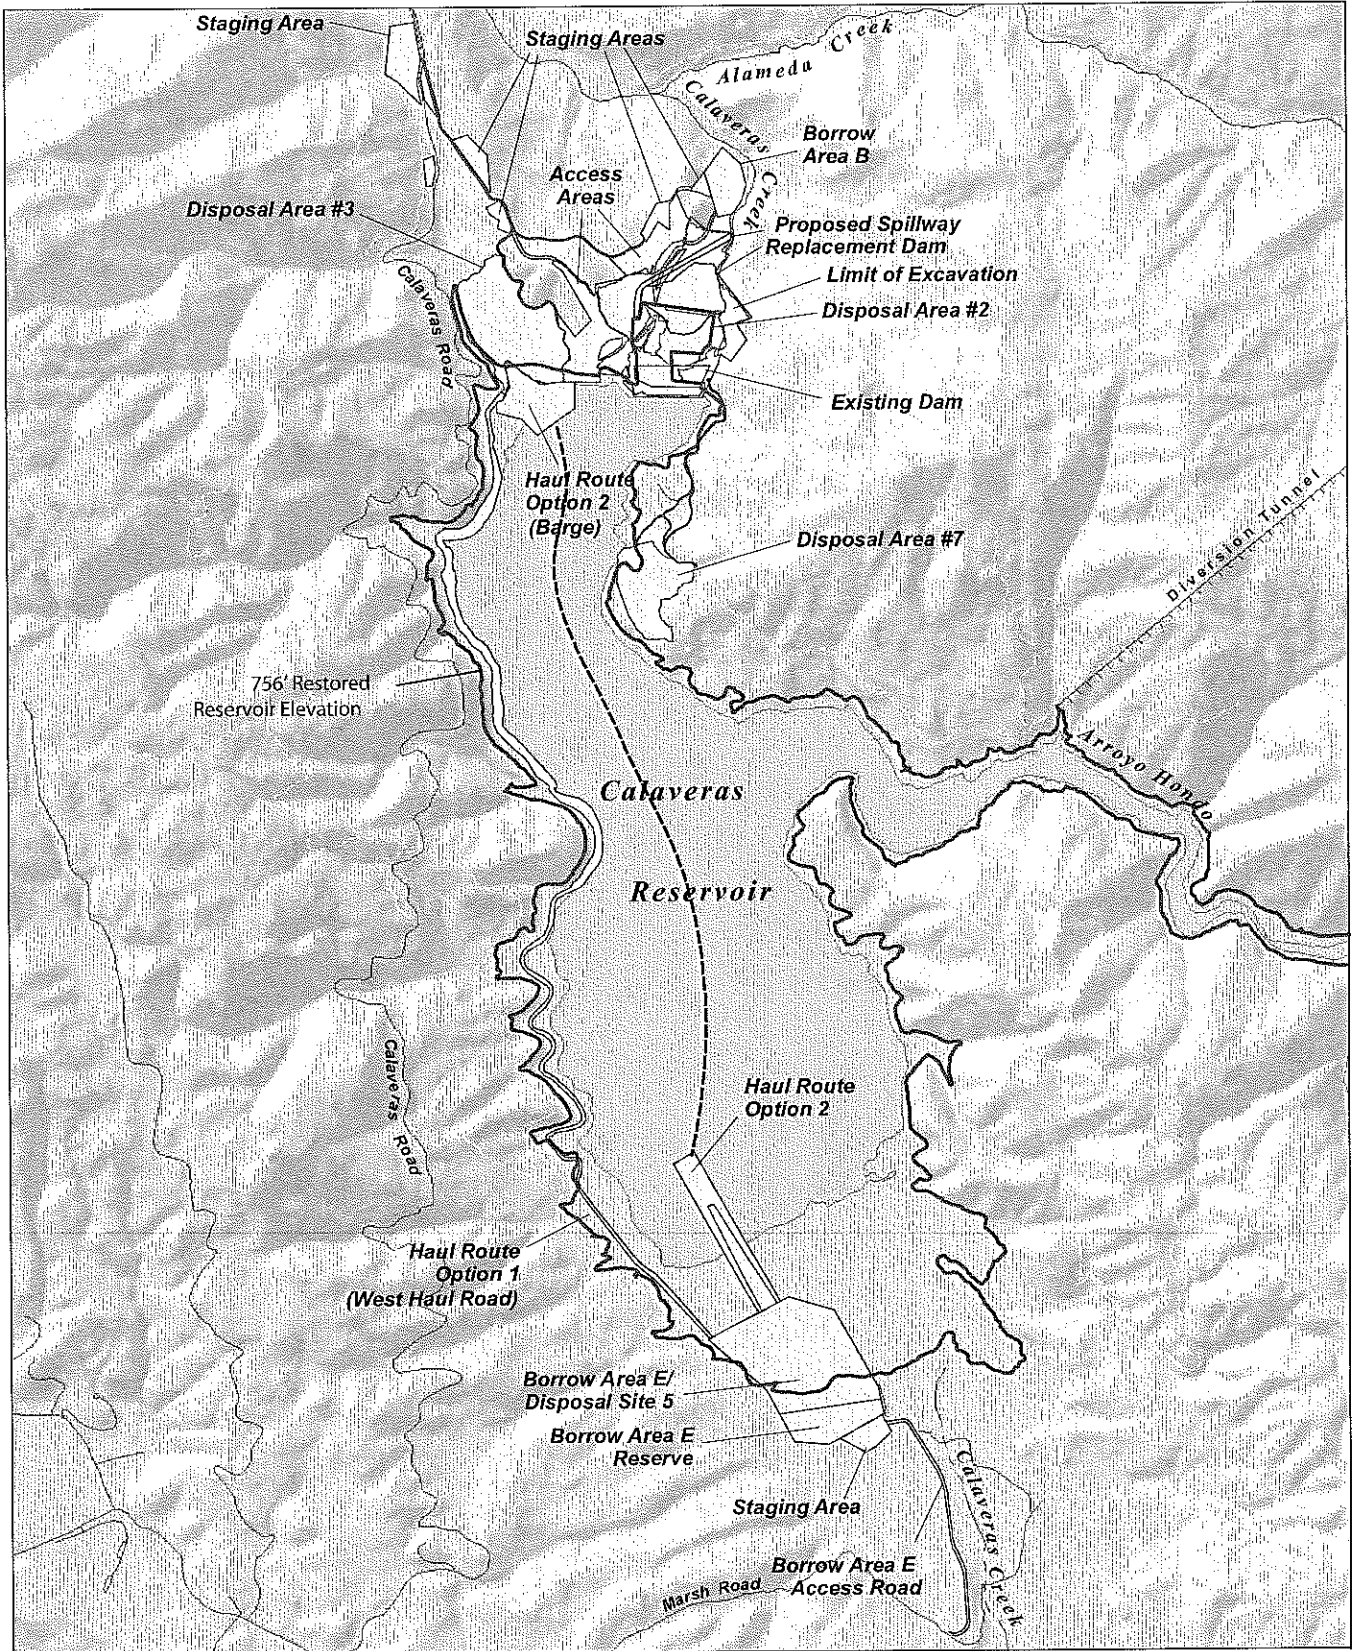 Staging Area
Staging Areas
Alameda Creek
Calaveras Creek
Borrow
Area B
Access
Areas
Disposal Area #3
Proposed Spillway
Replacement Dam
Limit of Excavation
Disposal Area #2
Calaveras Road
Existing Dam
Haul Route
Option 2
(Barge)
Disposal Area #7
Diversion Tunnel
756' Restored
Reservoir Elevation
Arroyo Hondo
Calaveras
Reservoir
Calaveras Road
Haul Route
Option 2
Haul Route
Option 1
(West Haul Road)
Borrow Area E/
Disposal Site 5
Borrow Area E
Reserve
Staging Area
Calaveras Creek
Borrow Area E
Access Road
Marsh Road